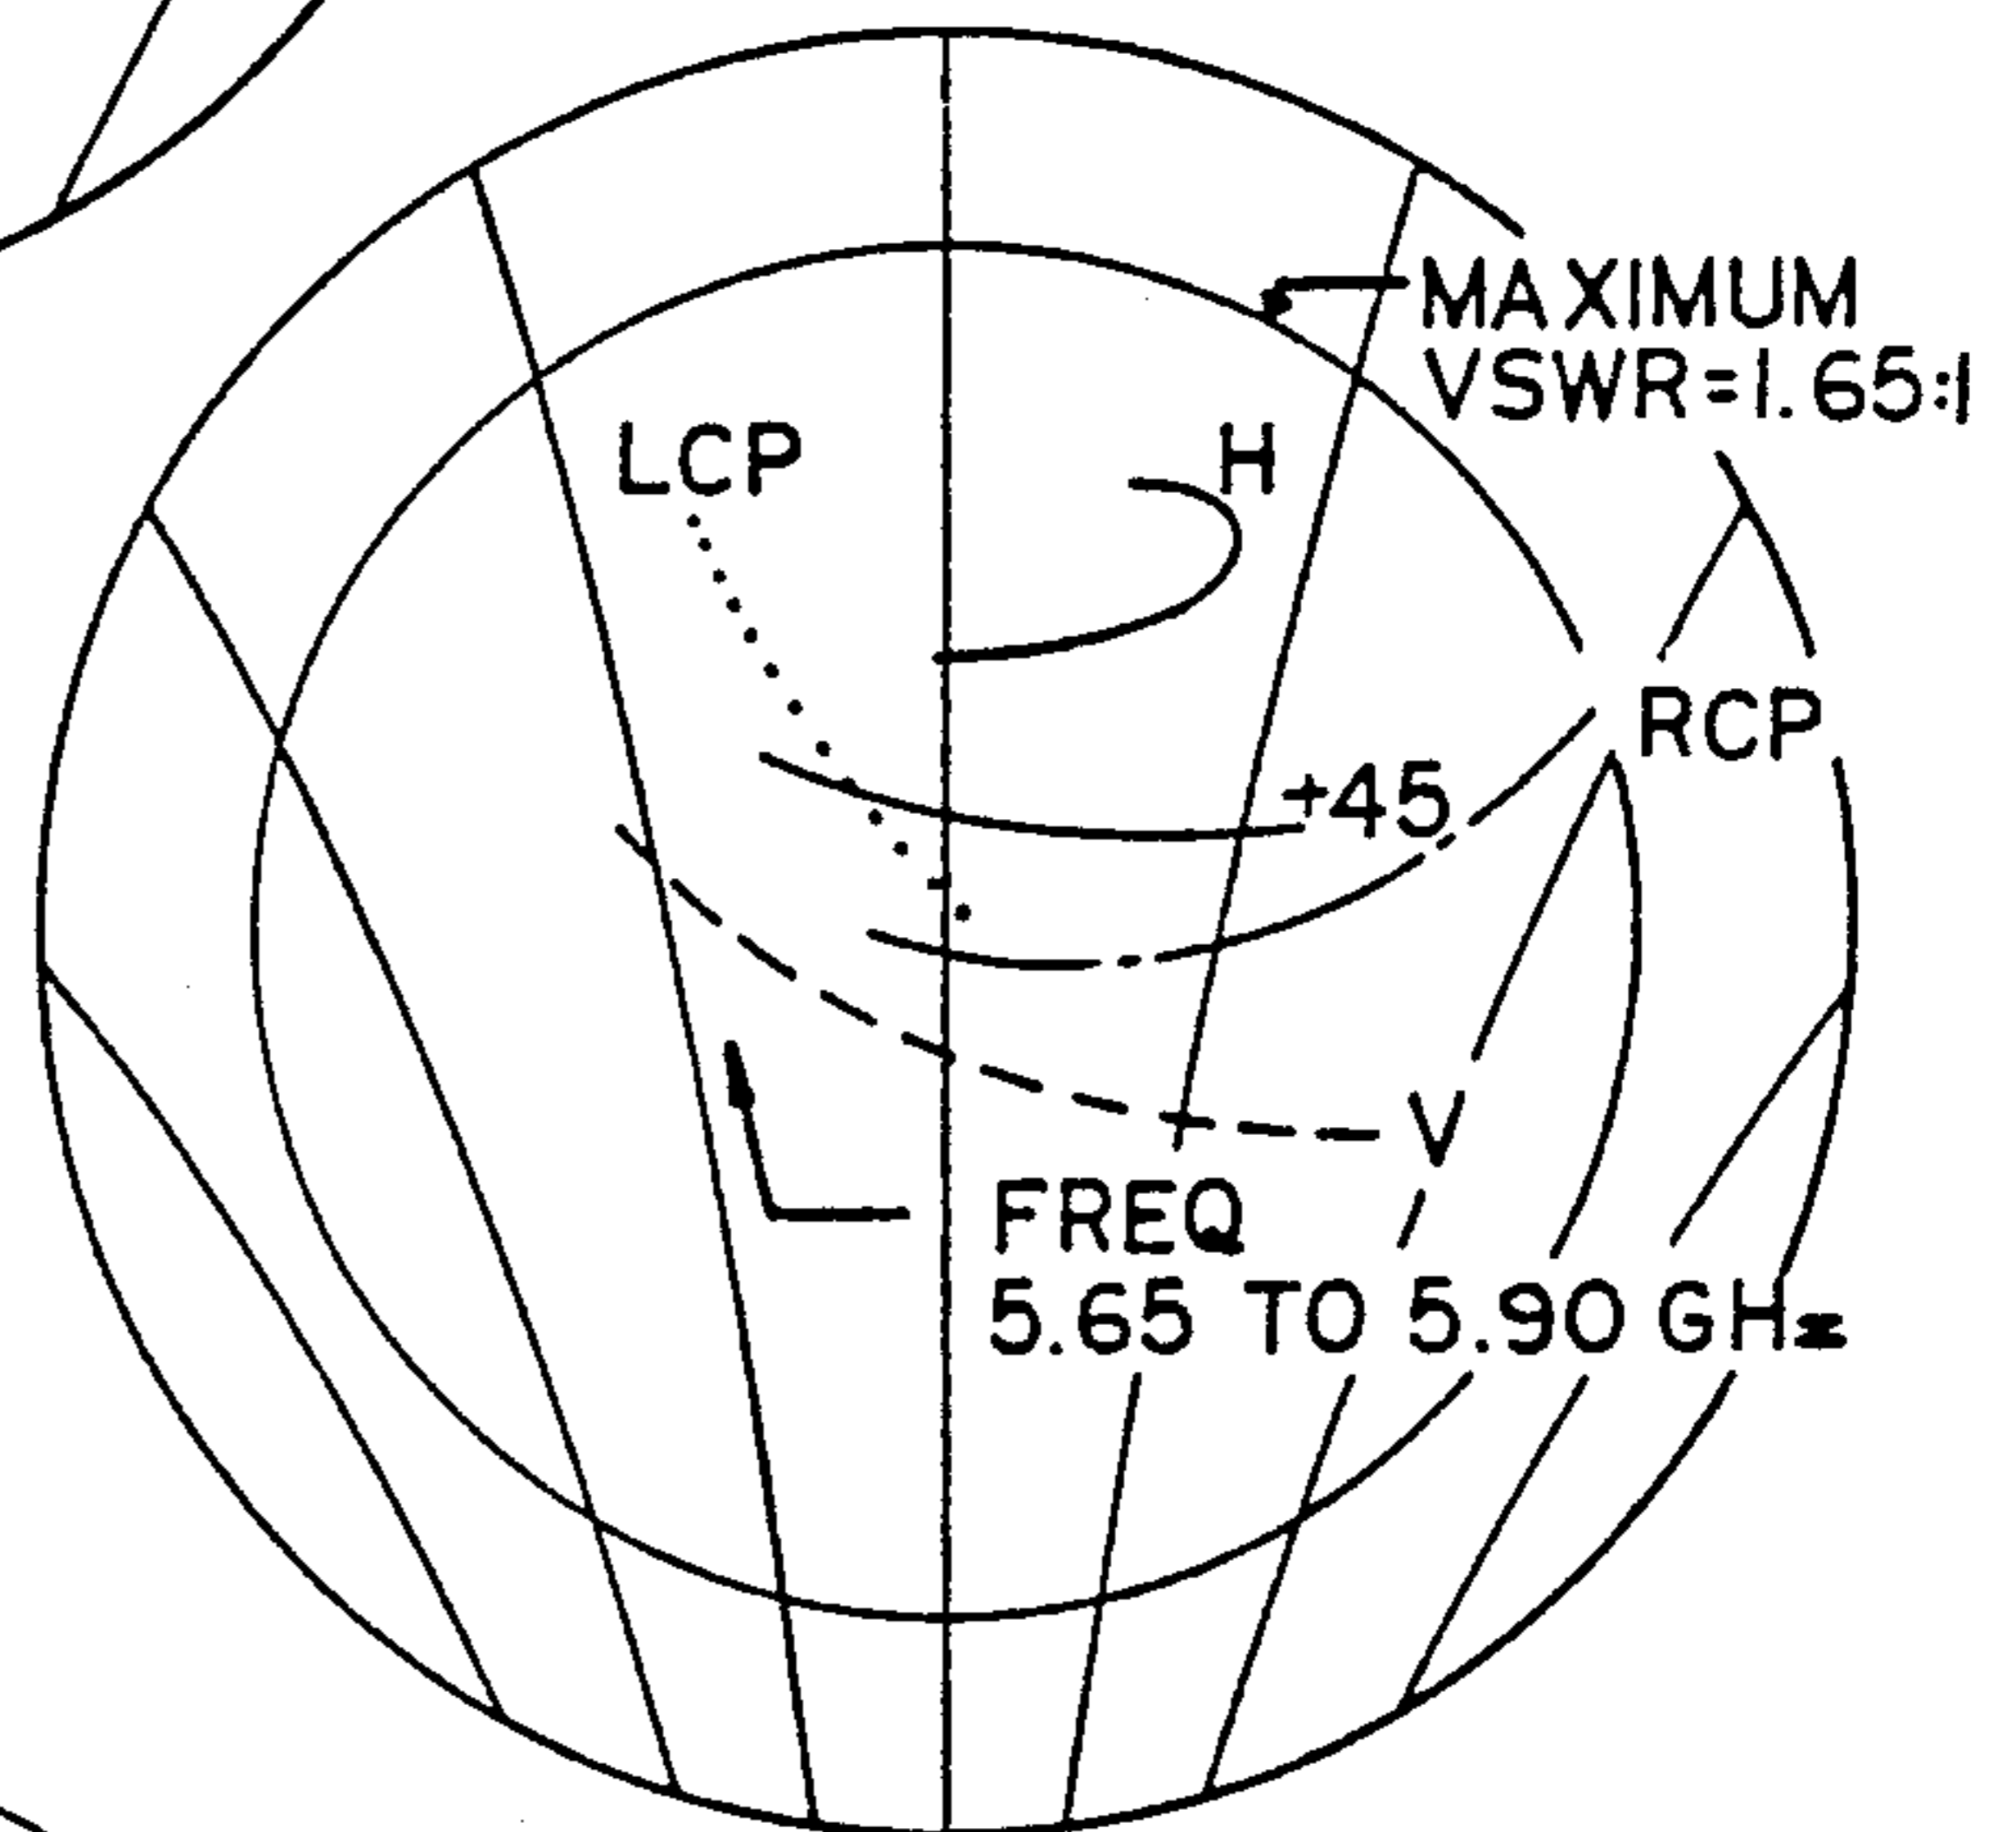 MAXIMUM
VSWR=1.65:1
LCP
H
RCP
+45
V
FREQ
5.65 TO 5.90 GHz